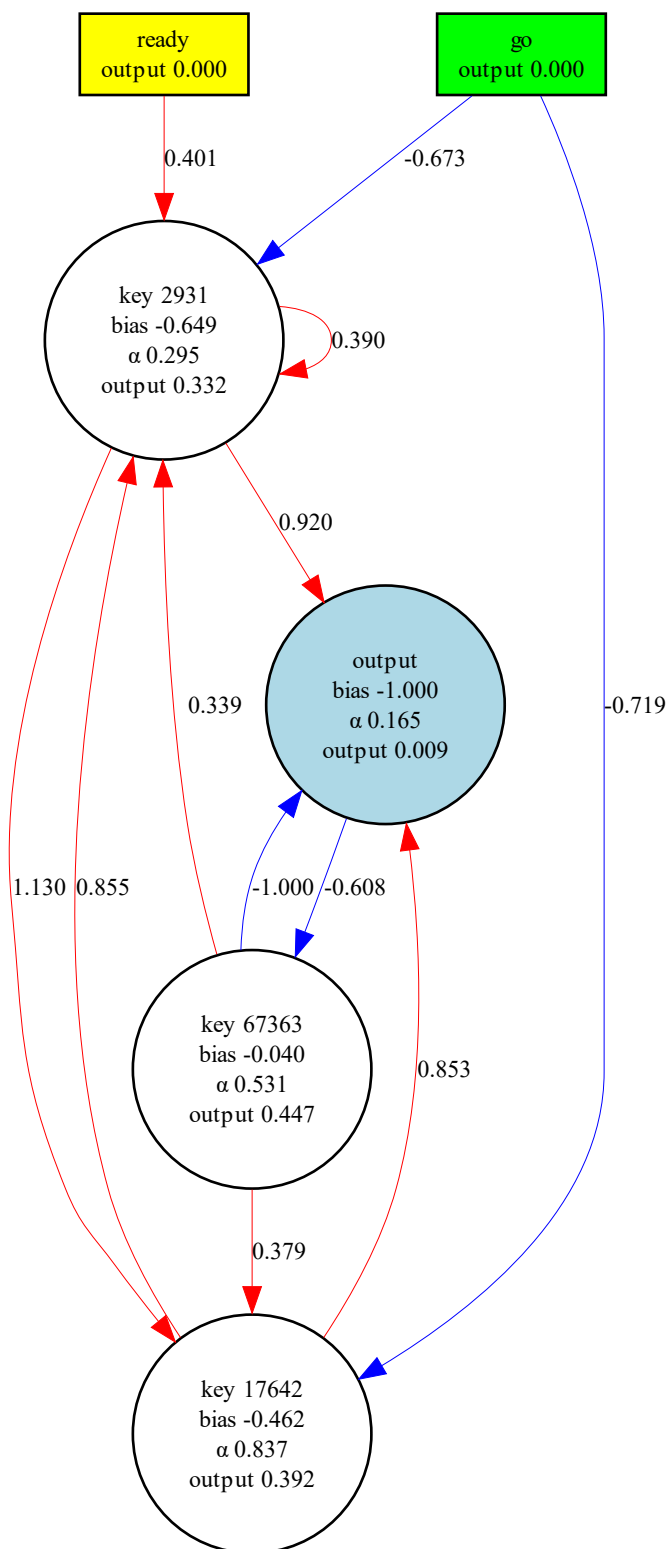 ready
output 0.000
go
output 0.000
0.401
-0.673
key 2931
bias -0.649
α 0.295
output 0.332
0.390
0.920
output
bias -1.000
α 0.165
output 0.009
0.339
-0.719
1.130
0.855
-1.000
-0.608
key 67363
bias -0.040
α 0.531
output 0.447
0.853
0.379
key 17642
bias -0.462
α 0.837
output 0.392